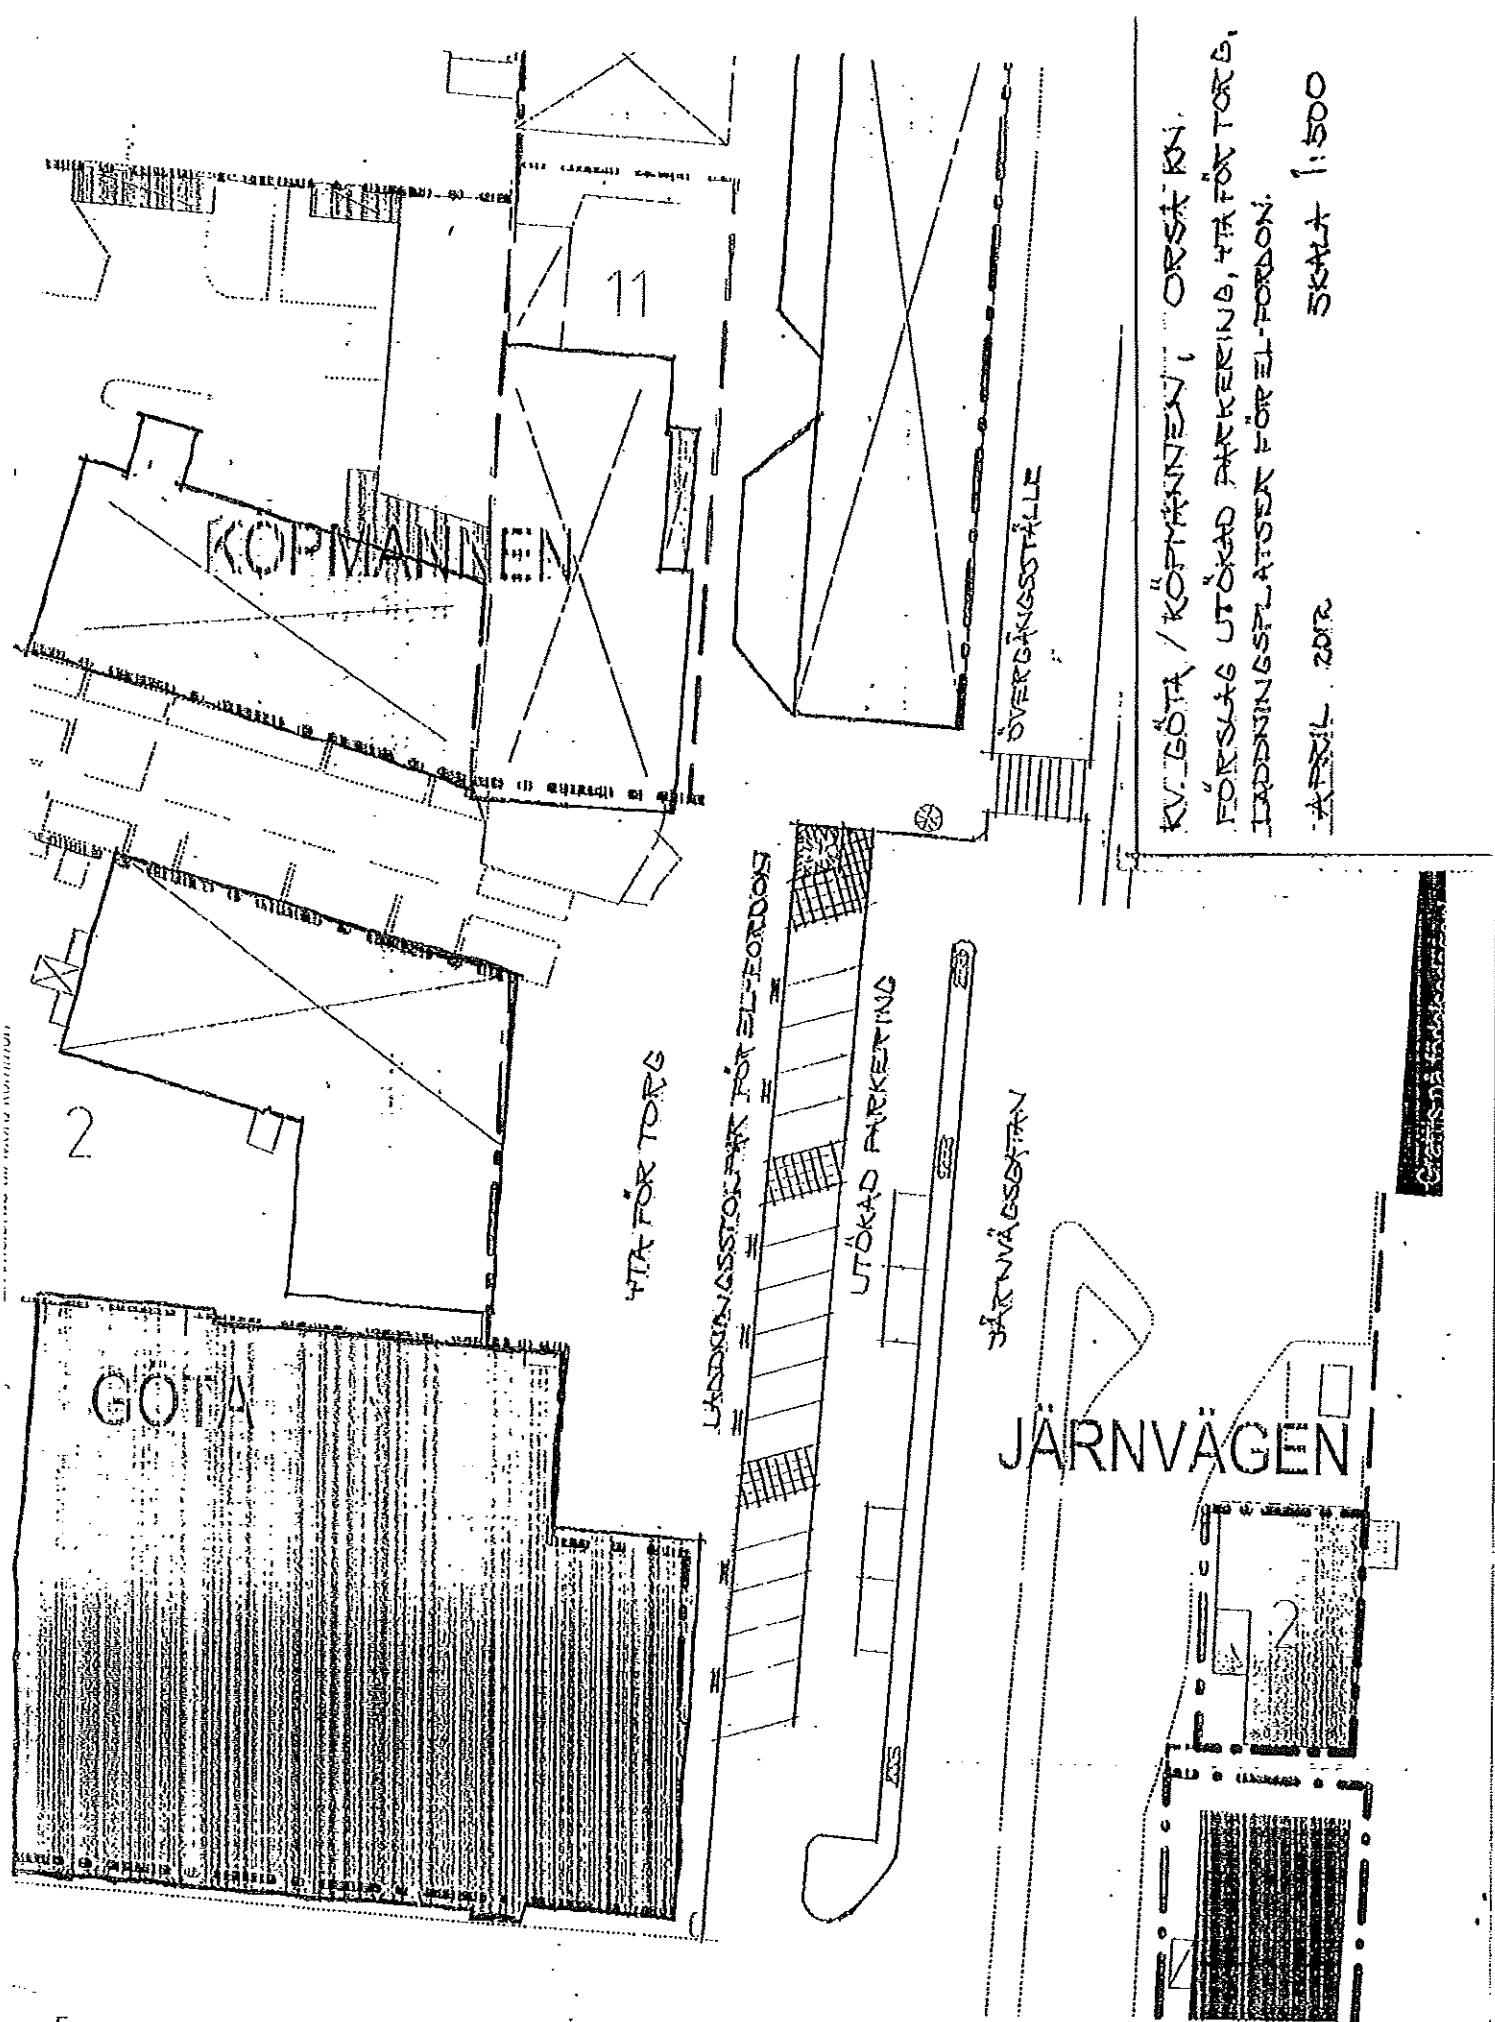 11
KÖPMANNEN
2
GÖTA
YTA FÖR TORG
LADDNINGSSTOLPAR FÖR EL-FORDON
UTÖKAD PARKERING
ÖVERGÅNGSSTÄLLE
JÄRNVÄGSGATAN
JÄRNVÄGEN
2
KV. GÖTA / KÖPMANNEN, ORSA KN.
FÖRSLAG UTÖKAD PARKERING, YTA FÖR TORG,
LADDNINGSPLATSER FÖR EL-FORDON.
APRIL 2012 SKALA 1:500